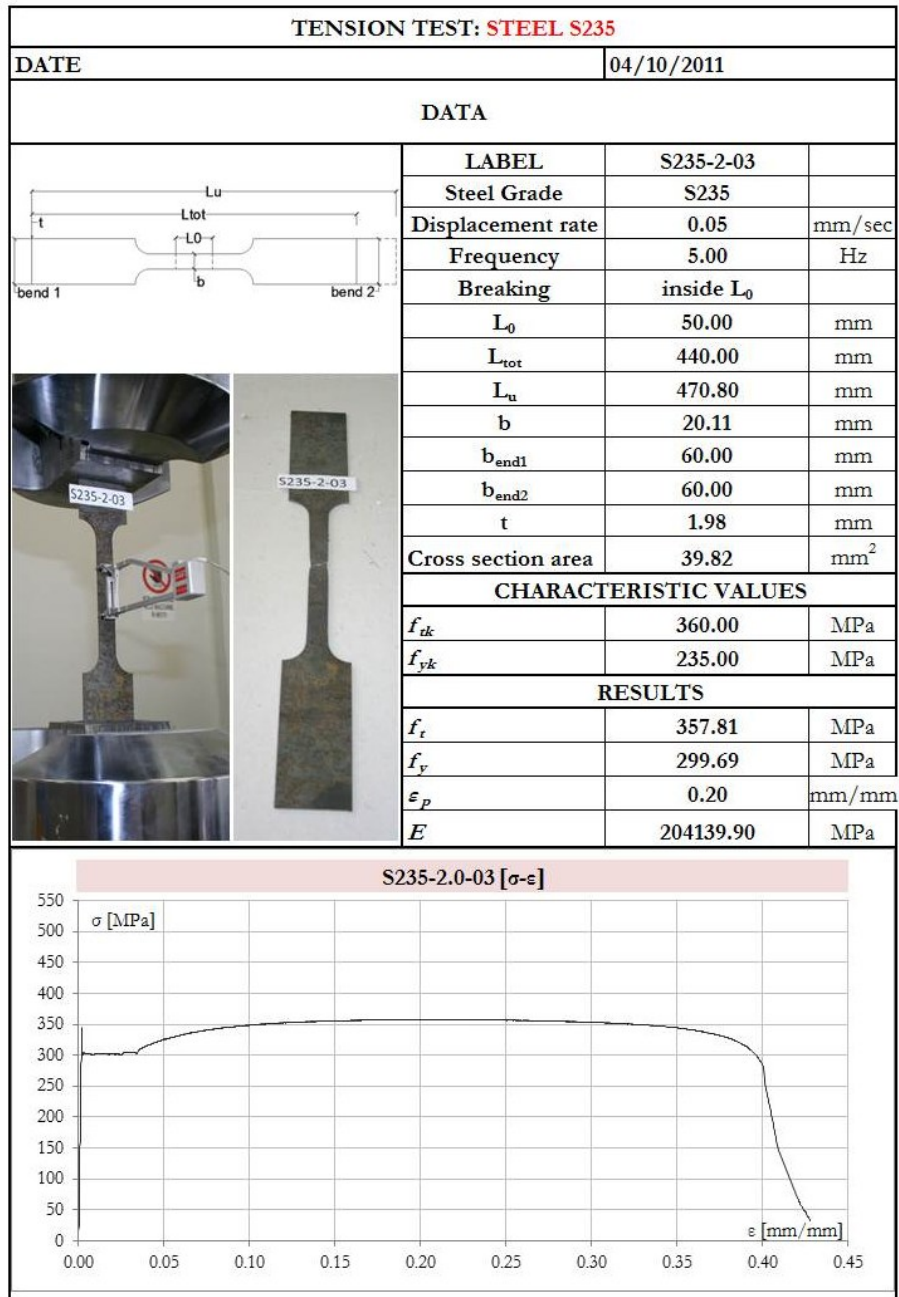 TENSION TEST: STEEL S235
DATE 04/10/2011
DATA
Lu
Ltot
t
L0
b
bend 1
bend 2
S235-2-03
S235-2-03
LABEL S235-2-03
Steel Grade S235
Displacement rate 0.05 mm/sec
Frequency 5.00 Hz
Breaking inside L₀
L₀ 50.00 mm
Lₜₒₜ 440.00 mm
Lᵤ 470.80 mm
b 20.11 mm
b_end1 60.00 mm
b_end2 60.00 mm
t 1.98 mm
Cross section area 39.82 mm²
CHARACTERISTIC VALUES
f_tk 360.00 MPa
f_yk 235.00 MPa
RESULTS
f_t 357.81 MPa
f_y 299.69 MPa
ε_p 0.20 mm/mm
E 204139.90 MPa
S235-2.0-03 [σ-ε]
σ [MPa]
550
500
450
400
350
300
250
200
150
100
50
0
ε [mm/mm]
0.00 0.05 0.10 0.15 0.20 0.25 0.30 0.35 0.40 0.45